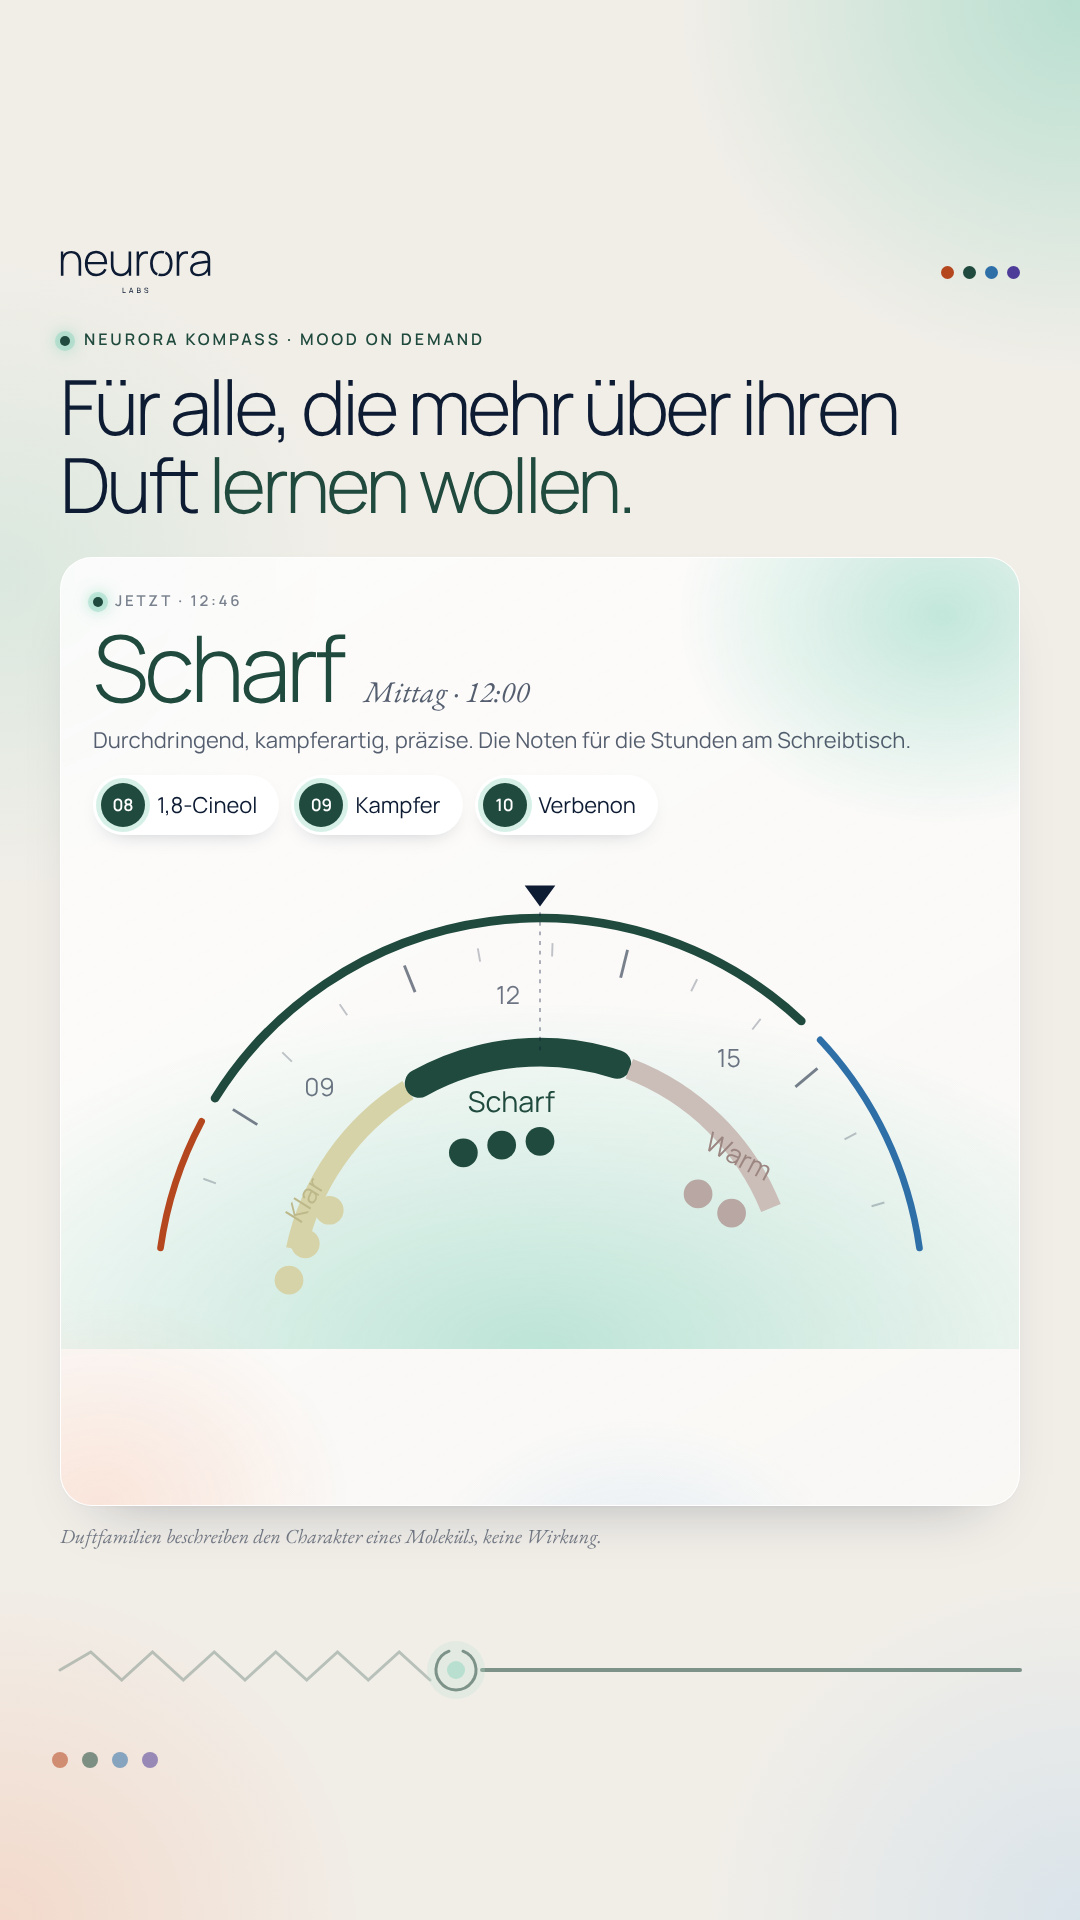 neurora
LABS
NEURORA KOMPASS · MOOD ON DEMAND
Für alle, die mehr über ihren
Duft lernen wollen.
JETZT · 12:46
Scharf Mittag · 12:00
Durchdringend, kampferartig, präzise. Die Noten für die Stunden am Schreibtisch.
08 1,8-Cineol 09 Kampfer 10 Verbenon
12
15
09
Scharf
Warm
Klar
Duftfamilien beschreiben den Charakter eines Moleküls, keine Wirkung.